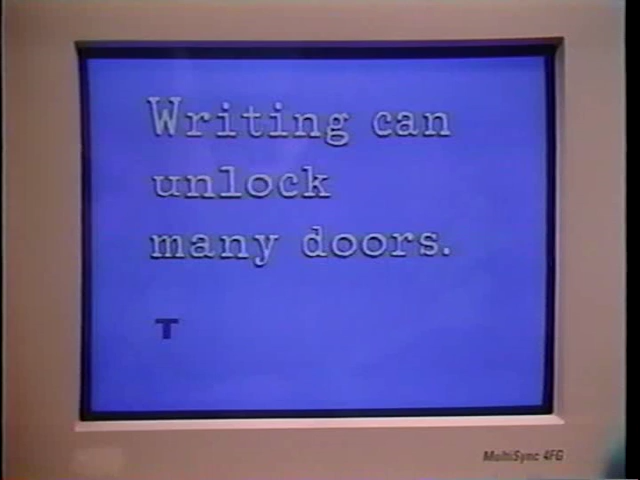 Writing can
unlock
many doors.
T
MultiSync 4FG